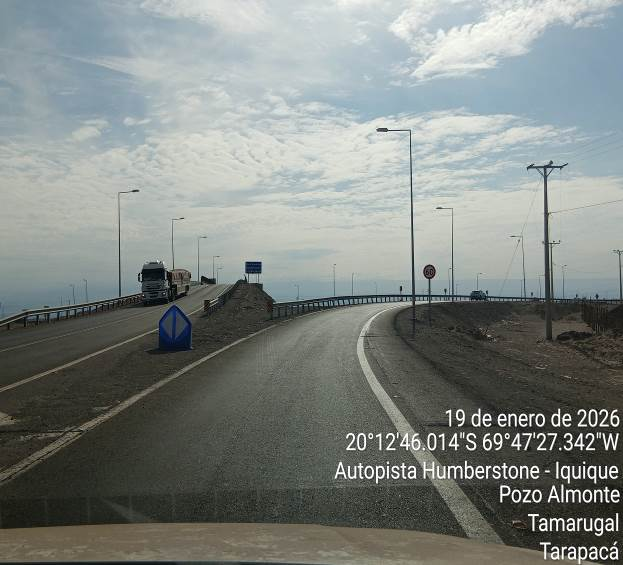 60
19 de enero de 2026
20°12'46.014"S 69°47'27.342"W
Autopista Humberstone - Iquique
Pozo Almonte
Tamarugal
Tarapacá